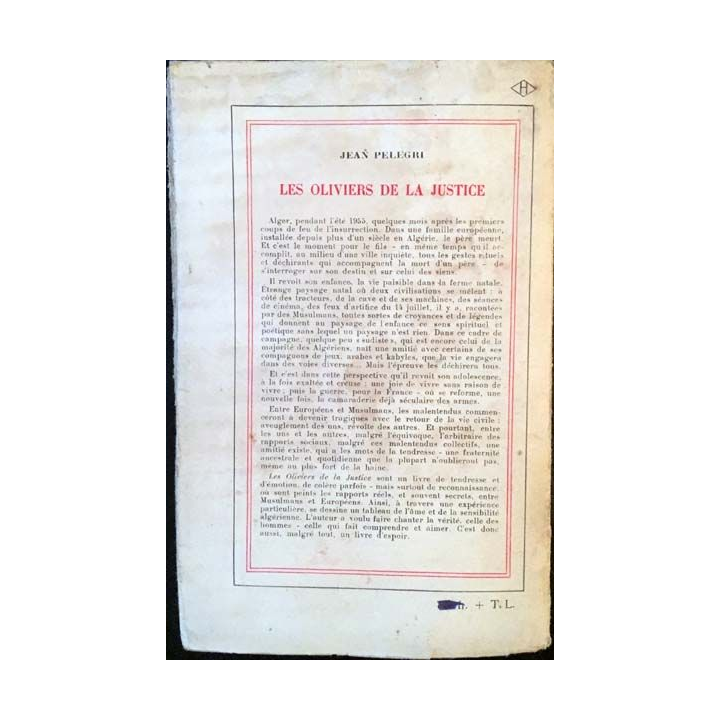 H
JEAN PELEGRI
LES OLIVIERS DE LA JUSTICE
Alger, pendant l'été 1955, quelques mois après les premiers
coups de feu de l'insurrection. Dans une famille européenne,
installée depuis plus d'un siècle en Algérie, le père meurt.
Et c'est le moment pour le fils - en même temps qu'il ac-
complit, au milieu d'une ville inquiète, tous les gestes rituels
et déchirants qui accompagnent la mort d'un père - de
s'interroger sur son destin et sur celui des siens.
Il revoit son enfance, la vie paisible dans la ferme natale.
Étrange paysage natal où deux civilisations se mêlent : à
côté des tracteurs, de la cave et de ses machines, des séances
de cinéma, des feux d'artifice du 14 juillet, il y a, racontées
par des Musulmans, toutes sortes de croyances et de légendes
qui donnent au paysage de l'enfance ce sens spirituel et
poétique sans lequel un paysage n'est rien. Dans ce cadre de
campagne, quelque peu « sudiste », qui est encore celui de la
majorité des Algériens, naît une amitié avec certains de ses
compagnons de jeux, arabes et kabyles, que la vie engagera
dans des voies diverses... Mais l'épreuve les déchirera tous.
Et c'est dans cette perspective qu'il revoit son adolescence,
à la fois exaltée et creuse : une joie de vivre sans raison de
vivre ; puis la guerre, pour la France - où se reforme, une
nouvelle fois, la camaraderie déjà séculaire des armes.
Entre Européens et Musulmans, les malentendus commen-
ceront à devenir tragiques avec le retour de la vie civile :
aveuglement des uns, révolte des autres. Et pourtant, entre
les uns et les autres, malgré l'équivoque, l'arbitraire des
rapports sociaux, malgré ces malentendus collectifs, une
amitié existe, qui a les mots de la tendresse - une fraternité
ancestrale et quotidienne que la plupart n'oublieront pas,
même au plus fort de la haine.
Les Oliviers de la Justice sont un livre de tendresse et
d'émotion, de colère parfois - mais surtout de reconnaissance,
où sont peints les rapports réels, et souvent secrets, entre
Musulmans et Européens. Ainsi, à travers une expérience
particulière, se dessine un tableau de l'âme et de la sensibilité
algérienne. L'auteur a voulu faire chanter la vérité, celle des
hommes - celle qui fait comprendre et aimer. C'est donc
aussi, malgré tout, un livre d'espoir.
+ T. L.